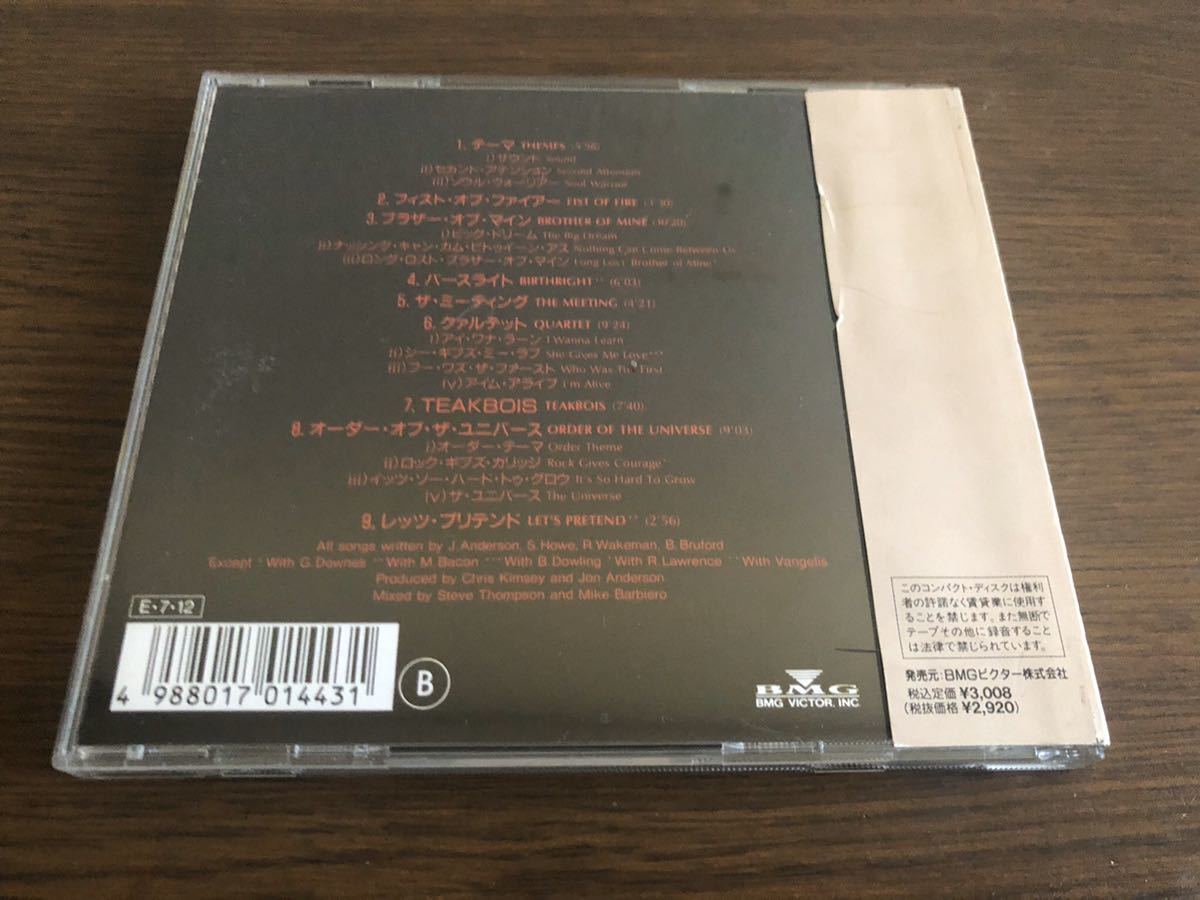 1. テーマ THEMES (5'58)
i)サウンド Sound
ii)セカンド・アテンション Second Attention
iii)ソウル・ウォーリアー Soul Warrior
2. フィスト・オブ・ファイアー FIST OF FIRE (3'30)
3. ブラザー・オブ・マイン BROTHER OF MINE (10'20)
i)ビッグ・ドリーム The Big Dream
ii)ナッシング・キャン・カム・ビトゥイーン・アス Nothing Can Come Between Us
iii)ロング・ロスト・ブラザー・オブ・マイン Long Lost Brother of Mine*
4. バースライト BIRTHRIGHT** (6'03)
5. ザ・ミーティング THE MEETING (4'21)
6. クァルテット QUARTET (9'24)
i)アイ・ワナ・ラーン I Wanna Learn
ii)シー・ギブズ・ミー・ラブ She Gives Me Love***
iii)フー・ワズ・ザ・ファースト Who Was The First
iv)アイム・アライブ I'm Alive
7. TEAKBOIS TEAKBOIS (7'40)
8. オーダー・オブ・ザ・ユニバース ORDER OF THE UNIVERSE (9'03)
i)オーダー・テーマ Order Theme
ii)ロック・ギブズ・カリッジ Rock Gives Courage
iii)イッツ・ソー・ハード・トゥ・グロウ It's So Hard To Grow
iv)ザ・ユニバース The Universe
9. レッツ・プリテンド LET'S PRETEND (2'56)
All songs written by J. Anderson, S. Howe, R. Wakeman, B. Bruford
Except *With G. Downes **With M. Bacon ***With B. Dowling With R. Lawrence With Vangelis
Produced by Chris Kimsey and Jon Anderson
Mixed by Steve Thompson and Mike Barbiero
E・7・12
4 988017 014431
B
BMG
BMG VICTOR, INC.
このコンパクト・ディスクは権利
者の許諾なく賃貸業に使用す
ることを禁じます。また無断で
テープその他に録音すること
は法律で禁じられています。
発売元:BMGビクター株式会社
税込定価 ¥3,008
(税抜価格 ¥2,920)